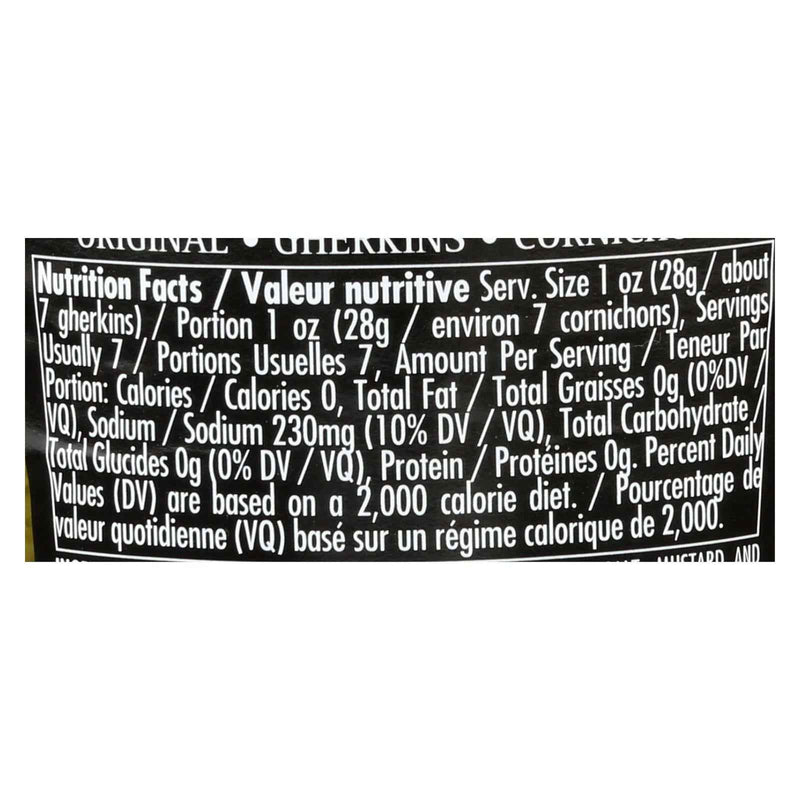 ORIGINAL • GHERKINS •
Nutrition Facts / Valeur nutritive Serv. Size 1 oz (28g / about
7 gherkins) / Portion 1 oz (28g / environ 7 cornichons), Servings
Usually 7 / Portions Usuelles 7, Amount Per Serving / Teneur Par
Portion: Calories / Calories 0, Total Fat / Total Graisses 0g (0%DV /
VQ), Sodium / Sodium 230mg (10% DV / VQ), Total Carbohydrate /
Total Glucides 0g (0% DV / VQ), Protein / Protéines 0g. Percent Daily
Values (DV) are based on a 2,000 calorie diet. / Pourcentage de
valeur quotidienne (VQ) basé sur un régime calorique de 2,000.
MUSTARD AND